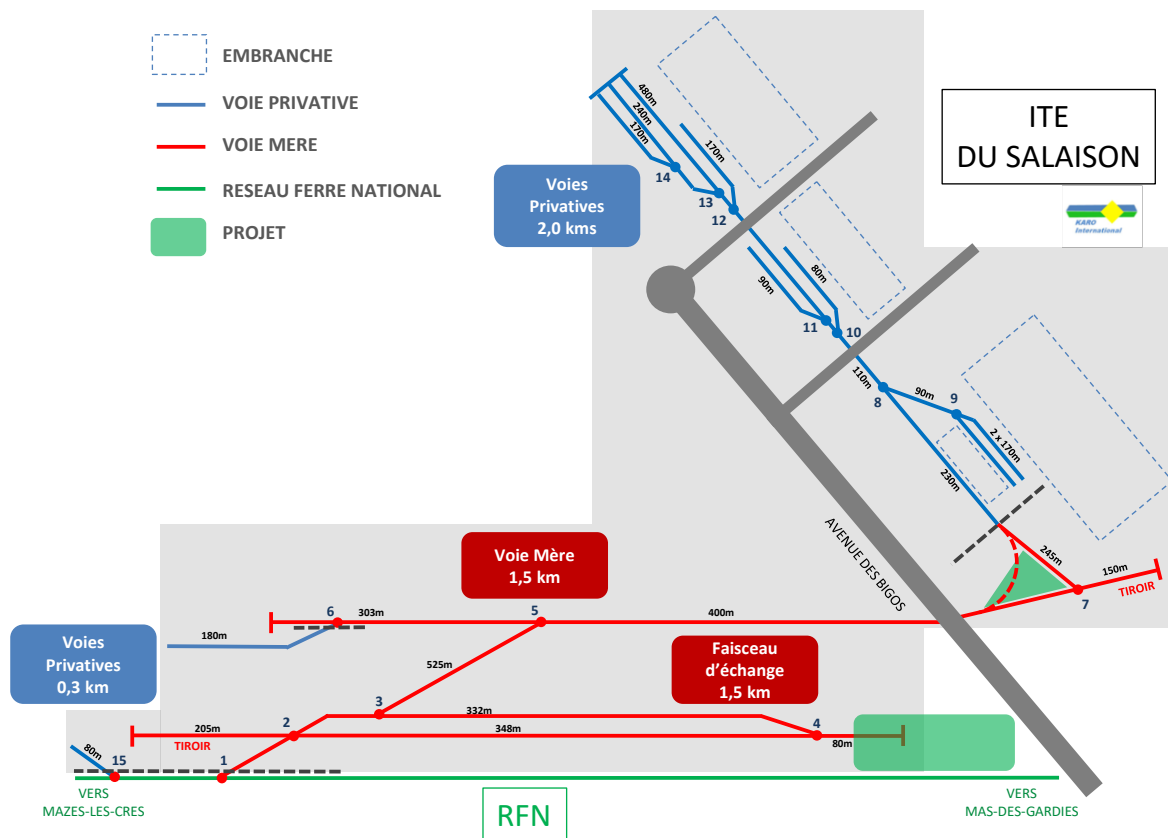 EMBRANCHE
VOIE PRIVATIVE
VOIE MERE
RESEAU FERRE NATIONAL
PROJET
ITE
DU SALAISON
KARO
International
Voies
Privatives
2,0 kms
480m
240m
170m
170m
14
13
12
80m
90m
11
10
110m
8
90m
9
2 x 170m
230m
AVENUE DES BIGOS
245m
150m
TIROIR
7
Voie Mère
1,5 km
6
303m
5
400m
180m
Voies
Privatives
0,3 km
525m
Faisceau
d'échange
1,5 km
3
332m
205m
TIROIR
2
348m
4
80m
80m
15
1
VERS
MAZES-LES-CRES
RFN
VERS
MAS-DES-GARDIES